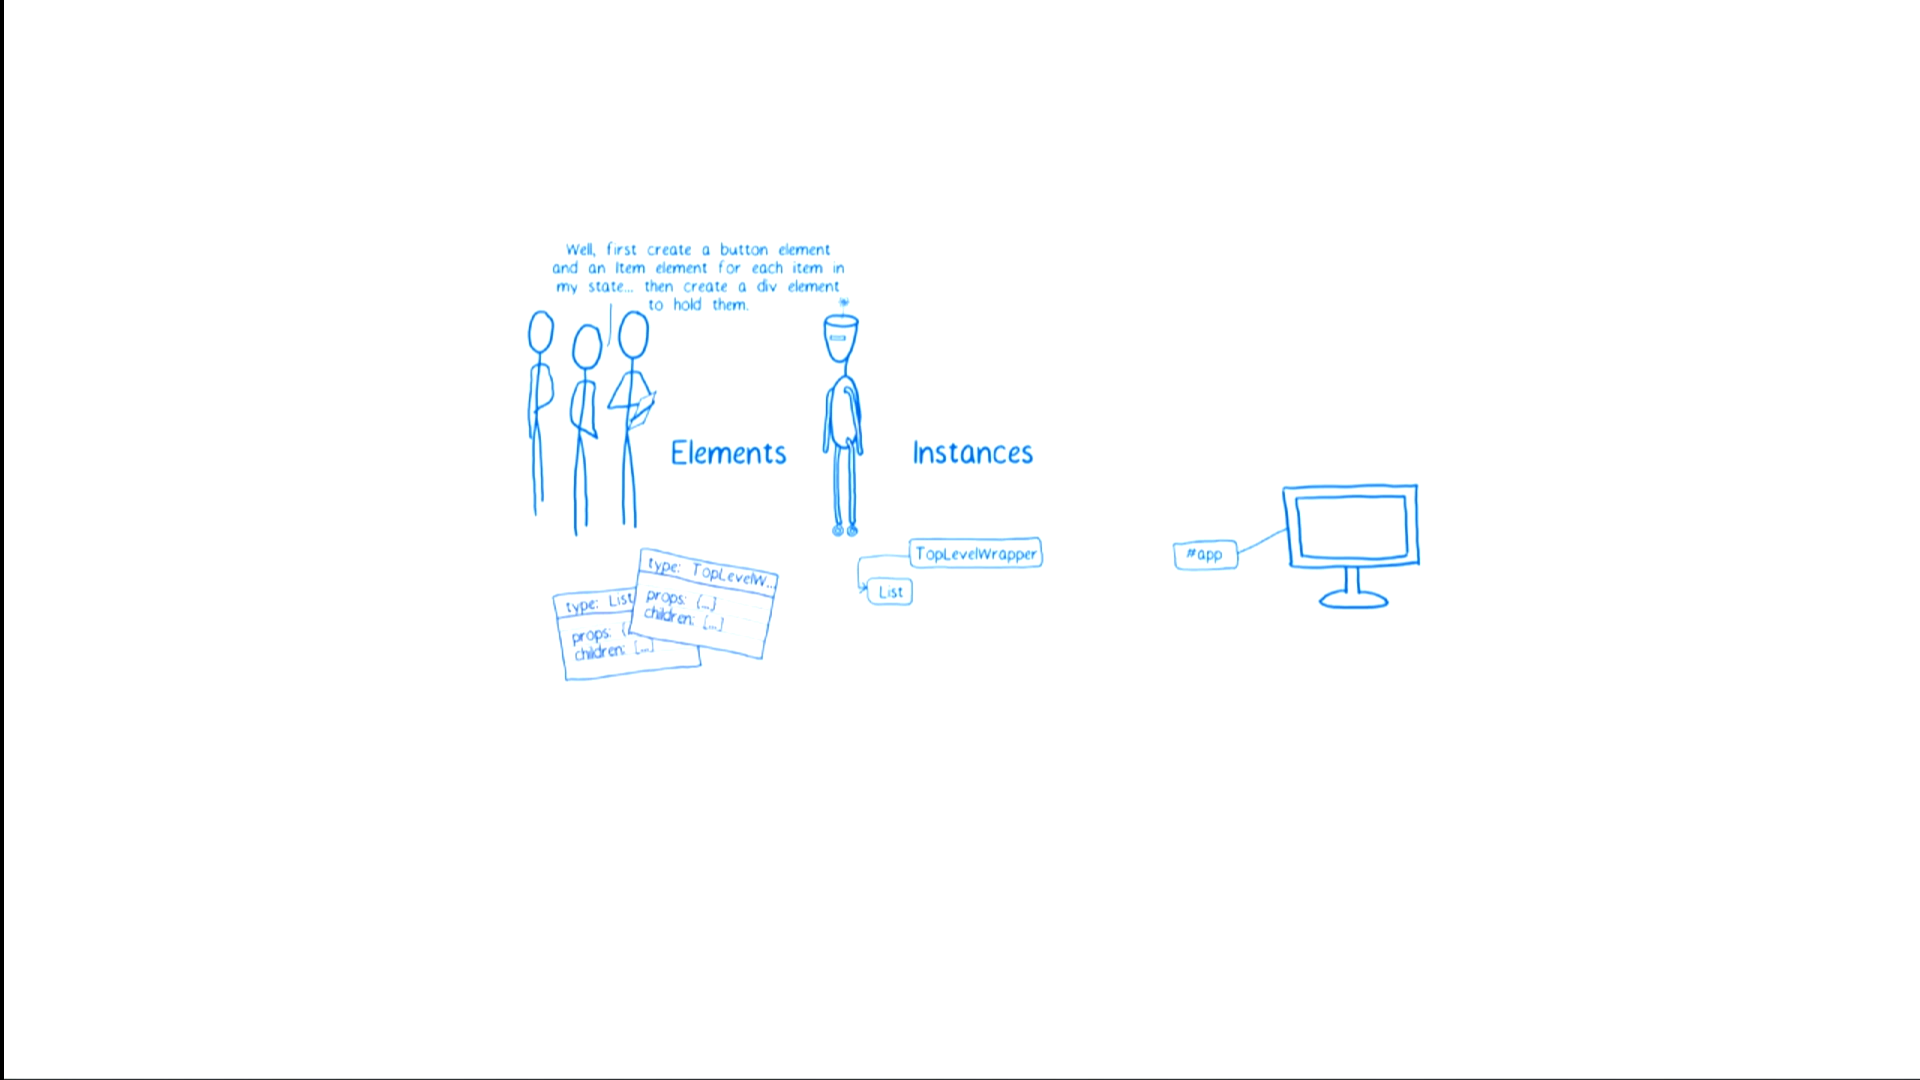 Well, first create a button element
and an Item element for each item in
my state... then create a div element
to hold them.
Elements
Instances
TopLevelWrapper
List
#app
type: TopLevelW...
props: {...}
children: [...]
type: List
props: {
children: [...]